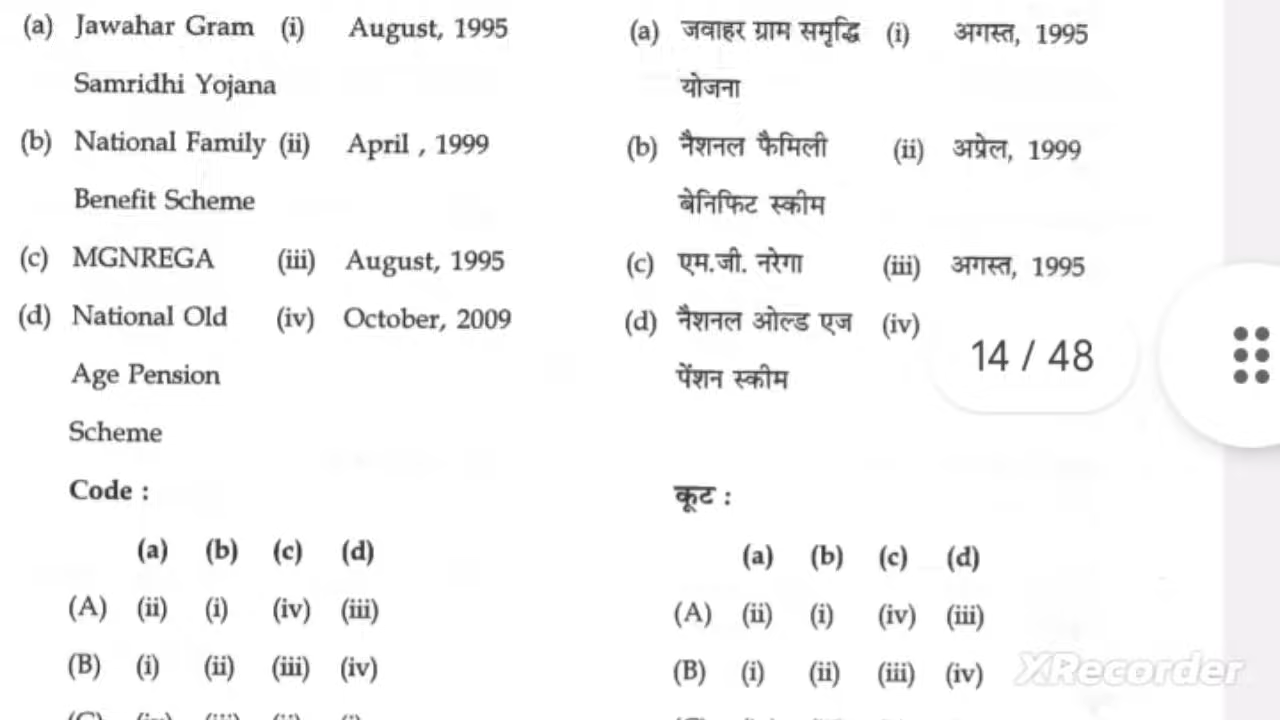 (a) Jawahar Gram (i) August, 1995
Samridhi Yojana
(b) National Family (ii) April , 1999
Benefit Scheme
(c) MGNREGA (iii) August, 1995
(d) National Old (iv) October, 2009
Age Pension
Scheme
Code :
(a) (b) (c) (d)
(A) (ii) (i) (iv) (iii)
(B) (i) (ii) (iii) (iv)
(a) जवाहर ग्राम समृद्धि (i) अगस्त, 1995
योजना
(b) नैशनल फैमिली (ii) अप्रेल, 1999
बेनिफिट स्कीम
(c) एम.जी. नरेगा (iii) अगस्त, 1995
(d) नैशनल ओल्ड एज (iv)
पेंशन स्कीम
कूट :
(a) (b) (c) (d)
(A) (ii) (i) (iv) (iii)
(B) (i) (ii) (iii) (iv)
14 / 48
XRecorder